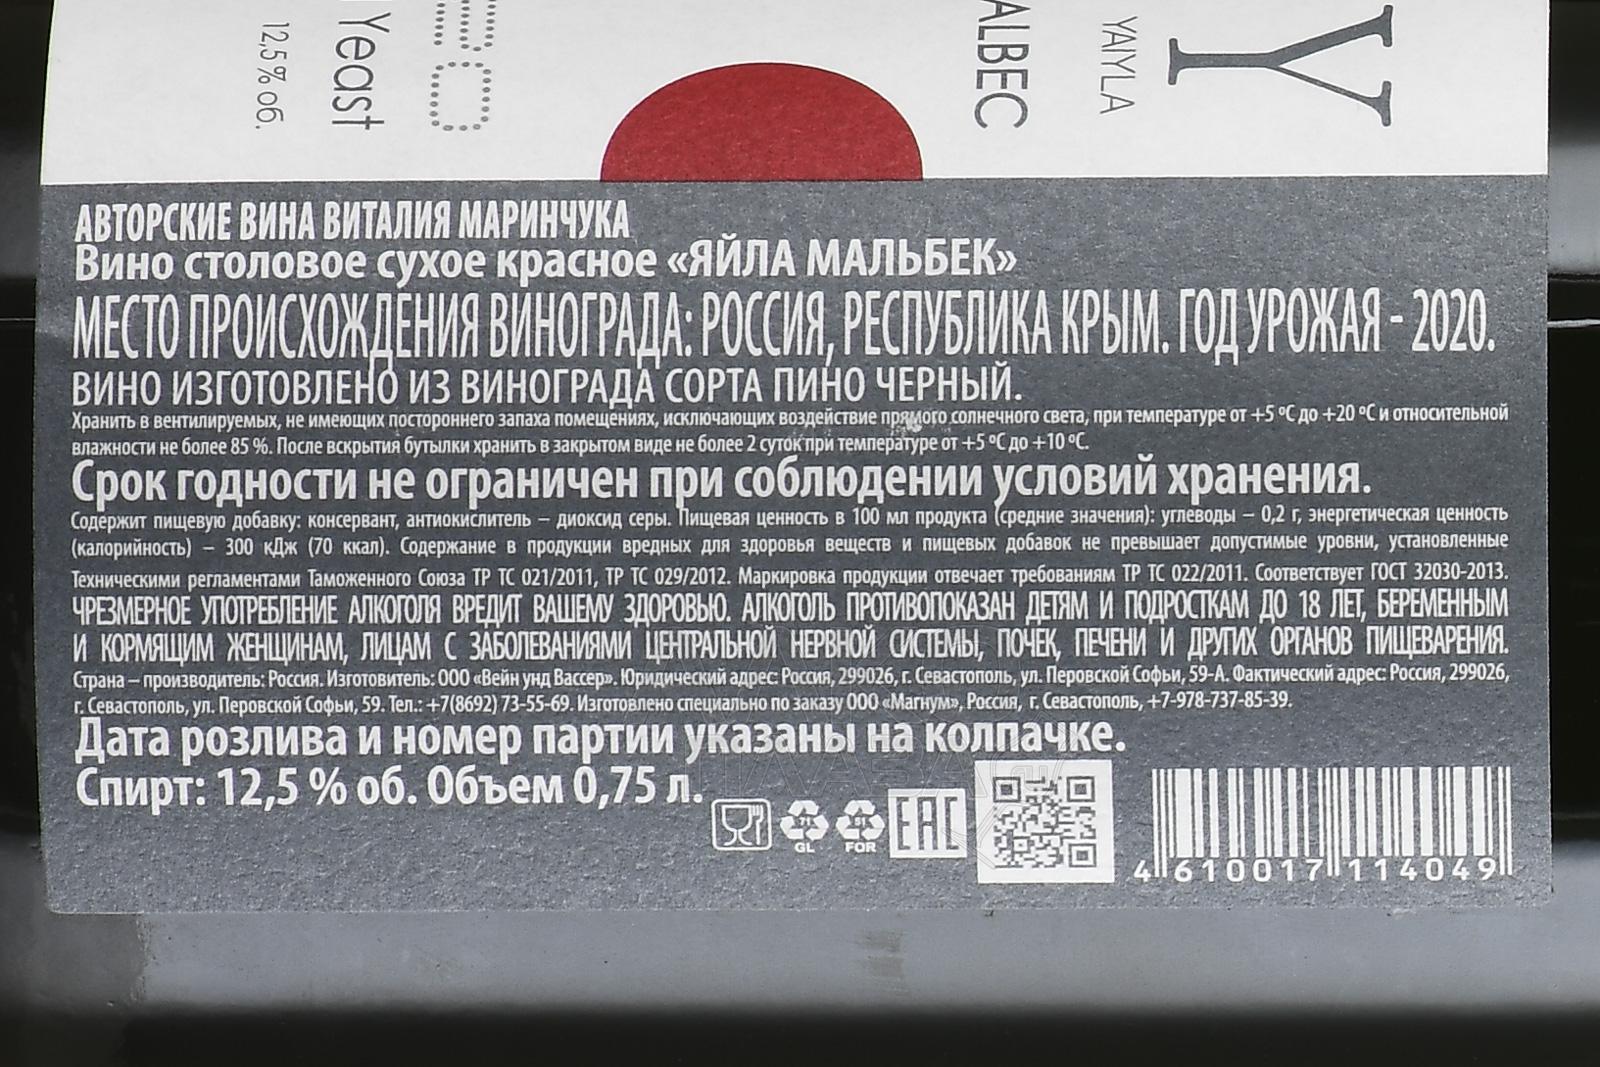 Y
YAIYLA
ALBEC
Yeast
12,5% об.
АВТОРСКИЕ ВИНА ВИТАЛИЯ МАРИНЧУКА
Вино столовое сухое красное «ЯЙЛА МАЛЬБЕК»
МЕСТО ПРОИСХОЖДЕНИЯ ВИНОГРАДА: РОССИЯ, РЕСПУБЛИКА КРЫМ. ГОД УРОЖАЯ - 2020.
ВИНО ИЗГОТОВЛЕНО ИЗ ВИНОГРАДА СОРТА ПИНО ЧЕРНЫЙ.
Хранить в вентилируемых, не имеющих постороннего запаха помещениях, исключающих воздействие прямого солнечного света, при температуре от +5 ºС до +20 ºС и относительной
влажности не более 85 %. После вскрытия бутылки хранить в закрытом виде не более 2 суток при температуре от +5 ºС до +10 ºС.
Срок годности не ограничен при соблюдении условий хранения.
Содержит пищевую добавку: консервант, антиокислитель – диоксид серы. Пищевая ценность в 100 мл продукта (средние значения): углеводы – 0,2 г, энергетическая ценность
(калорийность) – 300 кДж (70 ккал). Содержание в продукции вредных для здоровья веществ и пищевых добавок не превышает допустимые уровни, установленные
Техническими регламентами Таможенного Союза ТР ТС 021/2011, ТР ТС 029/2012. Маркировка продукции отвечает требованиям ТР ТС 022/2011. Соответствует ГОСТ 32030-2013.
ЧРЕЗМЕРНОЕ УПОТРЕБЛЕНИЕ АЛКОГОЛЯ ВРЕДИТ ВАШЕМУ ЗДОРОВЬЮ. АЛКОГОЛЬ ПРОТИВОПОКАЗАН ДЕТЯМ И ПОДРОСТКАМ ДО 18 ЛЕТ, БЕРЕМЕННЫМ
И КОРМЯЩИМ ЖЕНЩИНАМ, ЛИЦАМ С ЗАБОЛЕВАНИЯМИ ЦЕНТРАЛЬНОЙ НЕРВНОЙ СИСТЕМЫ, ПОЧЕК, ПЕЧЕНИ И ДРУГИХ ОРГАНОВ ПИЩЕВАРЕНИЯ.
Страна – производитель: Россия. Изготовитель: ООО «Вейн унд Вассер». Юридический адрес: Россия, 299026, г. Севастополь, ул. Перовской Софьи, 59-А. Фактический адрес: Россия, 299026,
г. Севастополь, ул. Перовской Софьи, 59. Тел.: +7(8692) 73-55-69. Изготовлено специально по заказу ООО «Магнум», Россия, г. Севастополь, +7-978-737-85-39.
Дата розлива и номер партии указаны на колпачке.
Спирт: 12,5 % об. Объем 0,75 л.
71 GL
51 FOR
EAC
4 610017 114049